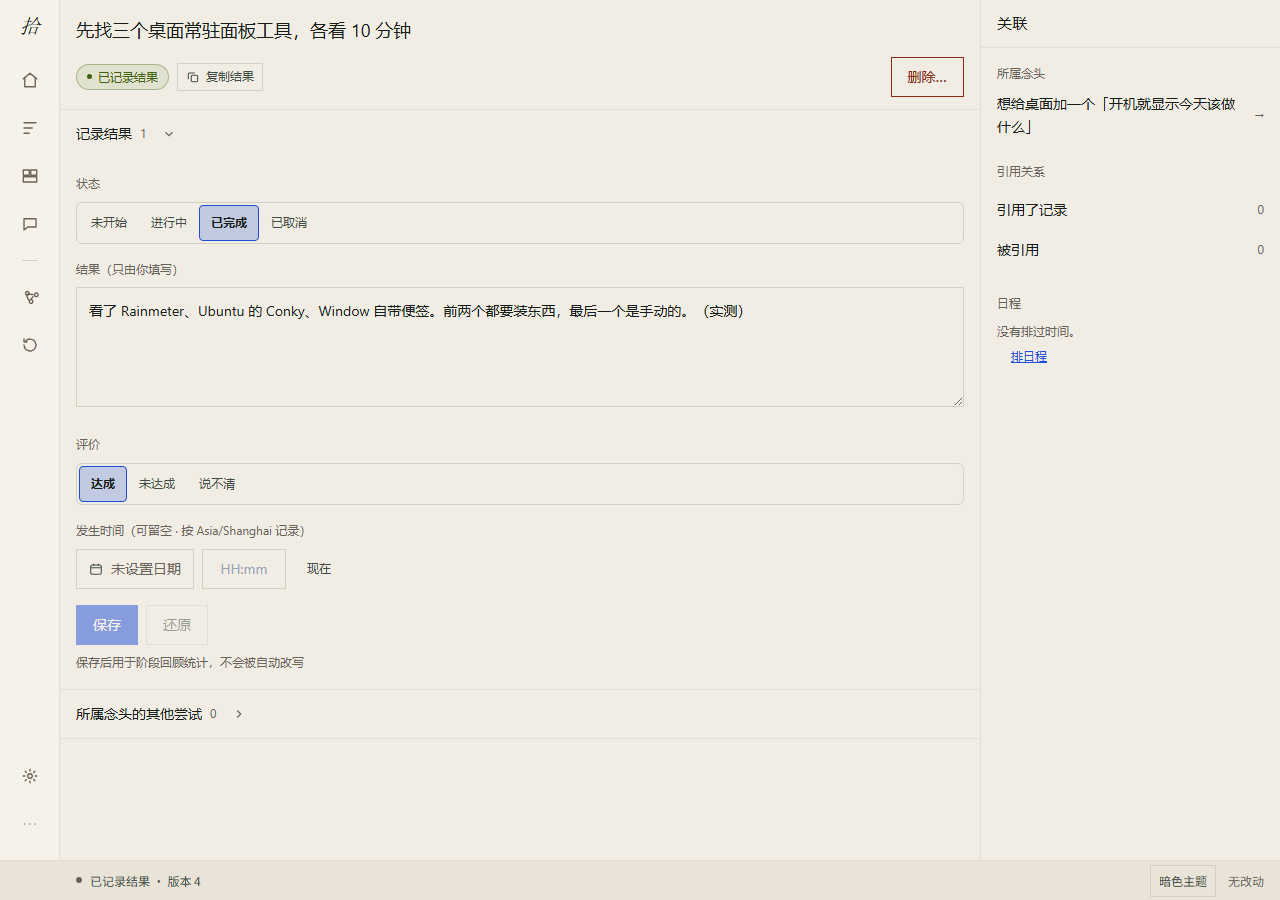 拾
先找三个桌面常驻面板工具，各看 10 分钟
已记录结果
复制结果
删除...
记录结果 1
状态
未开始 进行中 已完成 已取消
结果（只由你填写）
看了 Rainmeter、Ubuntu 的 Conky、Window 自带便签。前两个都要装东西，最后一个是手动的。（实测）
评价
达成 未达成 说不清
发生时间（可留空 · 按 Asia/Shanghai 记录）
未设置日期 HH:mm 现在
保存 还原
保存后用于阶段回顾统计，不会被自动改写
所属念头的其他尝试 0
关联
所属念头
想给桌面加一个「开机就显示今天该做
什么」 →
引用关系
引用了记录 0
被引用 0
日程
没有排过时间。
排日程
已记录结果 · 版本 4
暗色主题 无改动